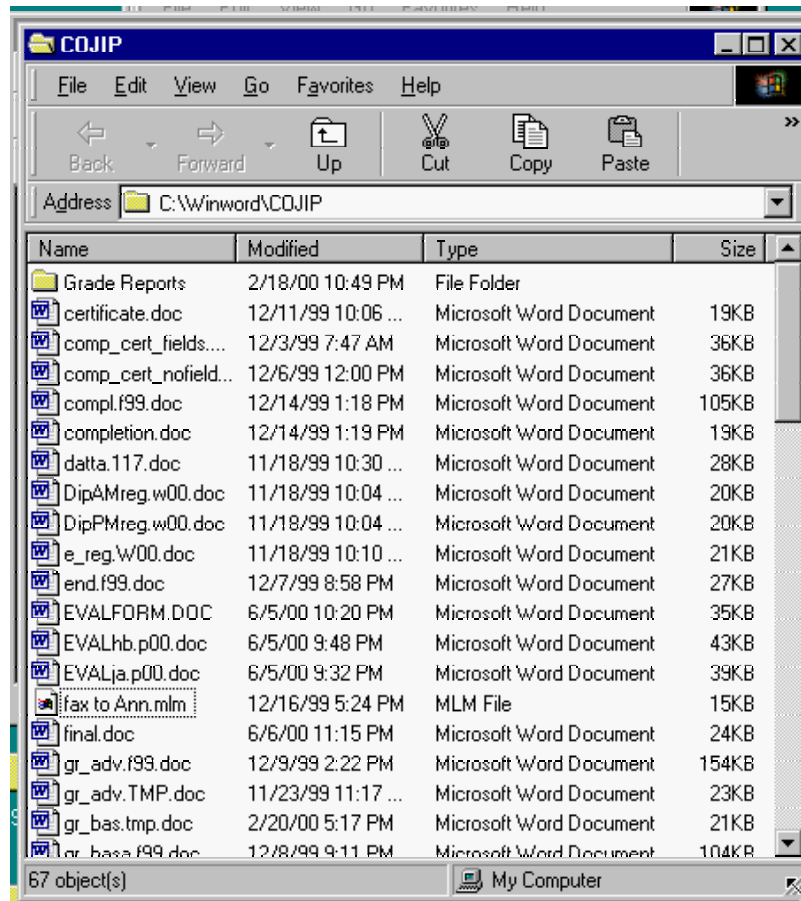 COJIP
File Edit View Go Favorites Help
Back Forward Up Cut Copy Paste »
Address C:\Winword\COJIP
Name Modified Type Size
Grade Reports 2/18/00 10:49 PM File Folder
certificate.doc 12/11/99 10:06 ... Microsoft Word Document 19KB
comp_cert_fields.... 12/3/99 7:47 AM Microsoft Word Document 36KB
comp_cert_nofield... 12/6/99 12:00 PM Microsoft Word Document 36KB
compl.f99.doc 12/14/99 1:18 PM Microsoft Word Document 105KB
completion.doc 12/14/99 1:19 PM Microsoft Word Document 19KB
datta.117.doc 11/18/99 10:30 ... Microsoft Word Document 28KB
DipAMreg.w00.doc 11/18/99 10:04 ... Microsoft Word Document 20KB
DipPMreg.w00.doc 11/18/99 10:04 ... Microsoft Word Document 20KB
e_reg.W00.doc 11/18/99 10:10 ... Microsoft Word Document 21KB
end.f99.doc 12/7/99 8:58 PM Microsoft Word Document 27KB
EVALFORM.DOC 6/5/00 10:20 PM Microsoft Word Document 35KB
EVALhb.p00.doc 6/5/00 9:48 PM Microsoft Word Document 43KB
EVALja.p00.doc 6/5/00 9:32 PM Microsoft Word Document 39KB
fax to Ann.mlm 12/16/99 5:24 PM MLM File 15KB
final.doc 6/6/00 11:15 PM Microsoft Word Document 24KB
gr_adv.f99.doc 12/9/99 2:22 PM Microsoft Word Document 154KB
gr_adv.TMP.doc 11/23/99 11:17 ... Microsoft Word Document 23KB
gr_bas.tmp.doc 2/20/00 5:17 PM Microsoft Word Document 21KB
gr_basa.f99.doc 12/8/99 9:11 PM Microsoft Word Document 104KB
67 object(s) My Computer